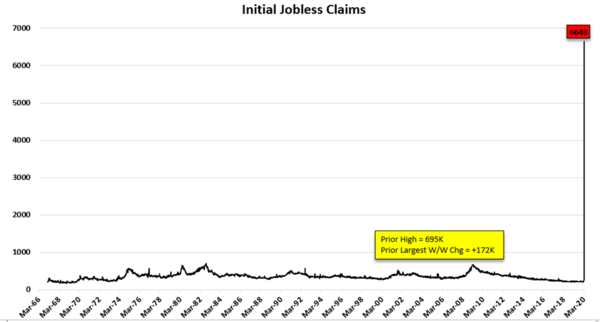 Initial Jobless Claims
7000
6648
6000
5000
4000
3000
2000
Prior High = 695K
Prior Largest W/W Chg = +172K
1000
0
Mar-66
Mar-68
Mar-70
Mar-72
Mar-74
Mar-76
Mar-78
Mar-80
Mar-82
Mar-84
Mar-86
Mar-88
Mar-90
Mar-92
Mar-94
Mar-96
Mar-98
Mar-00
Mar-02
Mar-04
Mar-06
Mar-08
Mar-10
Mar-12
Mar-14
Mar-16
Mar-18
Mar-20